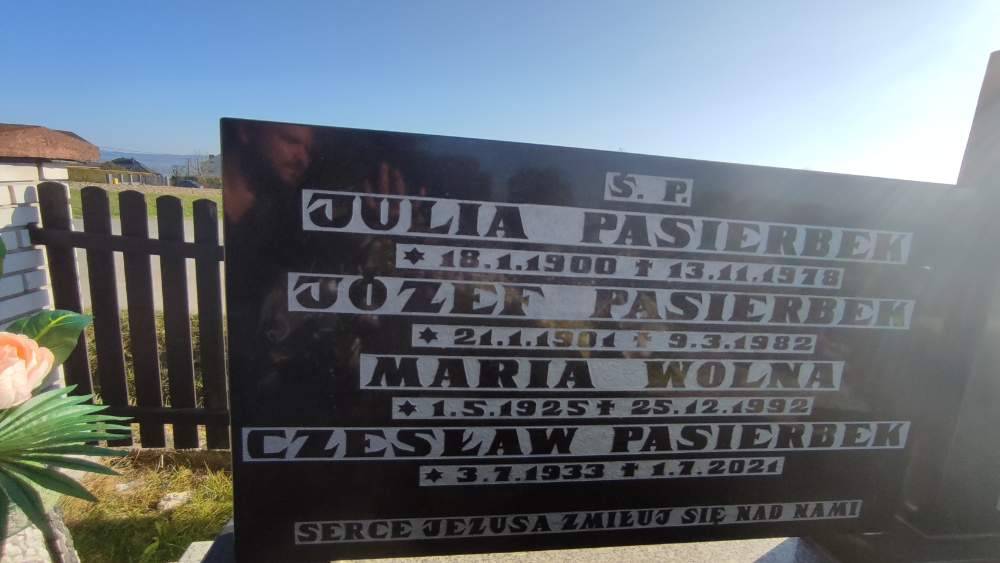 Ś. P.
JULIA PASIERBEK
✶ 18.1.1900 ✝ 13.11.1978
JÓZEF PASIERBEK
✶ 21.1.1901 ✝ 9.3.1982
MARIA WOLNA
✶ 1.5.1925 ✝ 25.12.1992
CZESŁAW PASIERBEK
✶ 3.7.1933 ✝ 1.7.2021
SERCE JEZUSA ZMIŁUJ SIĘ NAD NAMI